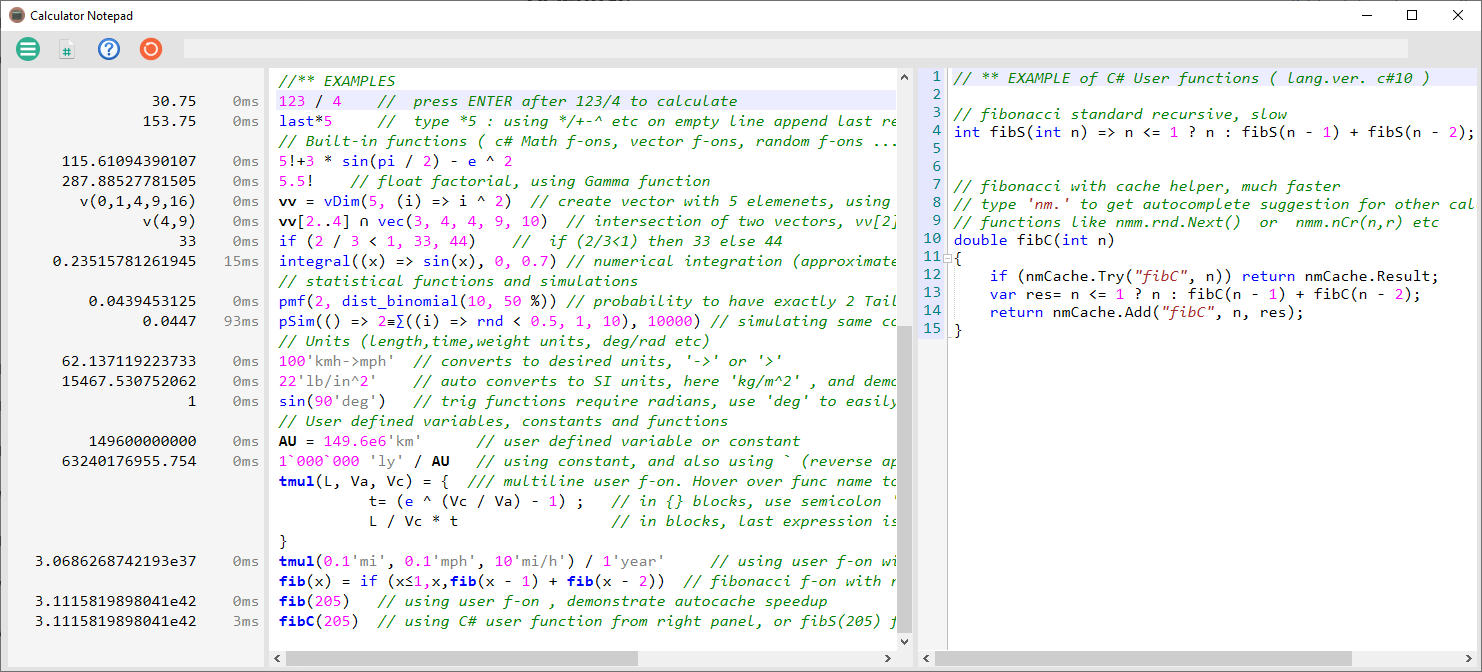 Calculator Notepad
//** EXAMPLES
30.75 0ms 123 / 4 // press ENTER after 123/4 to calculate
153.75 0ms last*5 // type *5 : using */+-^ etc on empty line append last re
// Built-in functions ( c# Math f-ons, vector f-ons, random f-ons ...
115.61094390107 0ms 5!+3 * sin(pi / 2) - e ^ 2
287.88527781505 0ms 5.5! // float factorial, using Gamma function
v(0,1,4,9,16) 0ms vv = vDim(5, (i) => i ^ 2) // create vector with 5 elemenets, using
v(4,9) 0ms vv[2..4] ∩ vec(3, 4, 4, 9, 10) // intersection of two vectors, vv[2]
33 0ms if (2 / 3 < 1, 33, 44) // if (2/3<1) then 33 else 44
0.23515781261945 15ms integral((x) => sin(x), 0, 0.7) // numerical integration (approximate
// statistical functions and simulations
0.0439453125 0ms pmf(2, dist_binomial(10, 50 %)) // probability to have exactly 2 Tail
0.0447 93ms pSim(() => 2≡∑((i) => rnd < 0.5, 1, 10), 10000) // simulating same co
// Units (length,time,weight units, deg/rad etc)
62.137119223733 0ms 100'kmh->mph' // converts to desired units, '->' or '>'
15467.530752062 0ms 22'lb/in^2' // auto converts to SI units, here 'kg/m^2' , and demo
1 0ms sin(90'deg') // trig functions require radians, use 'deg' to easily
// User defined variables, constants and functions
149600000000 0ms AU = 149.6e6'km' // user defined variable or constant
63240176955.754 0ms 1`000`000 'ly' / AU // using constant, and also using ` (reverse ap
tmul(L, Va, Vc) = { /// multiline user f-on. Hover over func name to
t= (e ^ (Vc / Va) - 1) ; // in {} blocks, use semicolon '
L / Vc * t // in blocks, last expression is
}
3.0686268742193e37 0ms tmul(0.1'mi', 0.1'mph', 10'mi/h') / 1'year' // using user f-on wi
fib(x) = if (x≤1,x,fib(x - 1) + fib(x - 2)) // fibonacci f-on with r
3.1115819898041e42 0ms fib(205) // using user f-on , demonstrate autocache speedup
3.1115819898041e42 3ms fibC(205) // using C# user function from right panel, or fibS(205) f
1 // ** EXAMPLE of C# User functions ( lang.ver. c#10 )
2
3 // fibonacci standard recursive, slow
4 int fibS(int n) => n <= 1 ? n : fibS(n - 1) + fibS(n - 2);
5
6
7 // fibonacci with cache helper, much faster
8 // type 'nm.' to get autocomplete suggestion for other cal
9 // functions like nmm.rnd.Next() or nmm.nCr(n,r) etc
10 double fibC(int n)
11 {
12 if (nmCache.Try("fibC", n)) return nmCache.Result;
13 var res= n <= 1 ? n : fibC(n - 1) + fibC(n - 2);
14 return nmCache.Add("fibC", n, res);
15 }